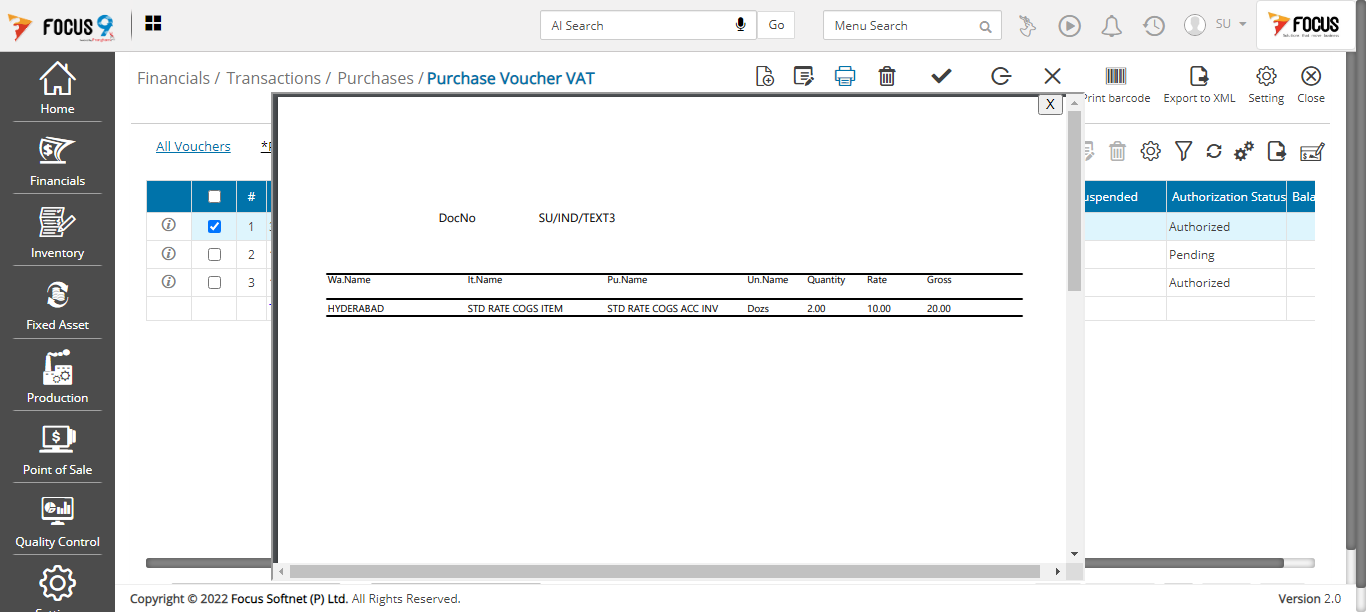 FOCUS 9
AI Search
Go
Menu Search
SU
FOCUS
Home
Financials
Inventory
Fixed Asset
Production
Point of Sale
Quality Control
Financials / Transactions / Purchases / Purchase Voucher VAT
Print barcode
Export to XML
Setting
Close
All Vouchers
X
#
uspended
Authorization Status
Bala
1
Authorized
2
Pending
3
Authorized
DocNo SU/IND/TEXT3
Wa.Name It.Name Pu.Name Un.Name Quantity Rate Gross
HYDERABAD STD RATE COGS ITEM STD RATE COGS ACC INV Dozs 2.00 10.00 20.00
Copyright © 2022 Focus Softnet (P) Ltd. All Rights Reserved.
Version 2.0